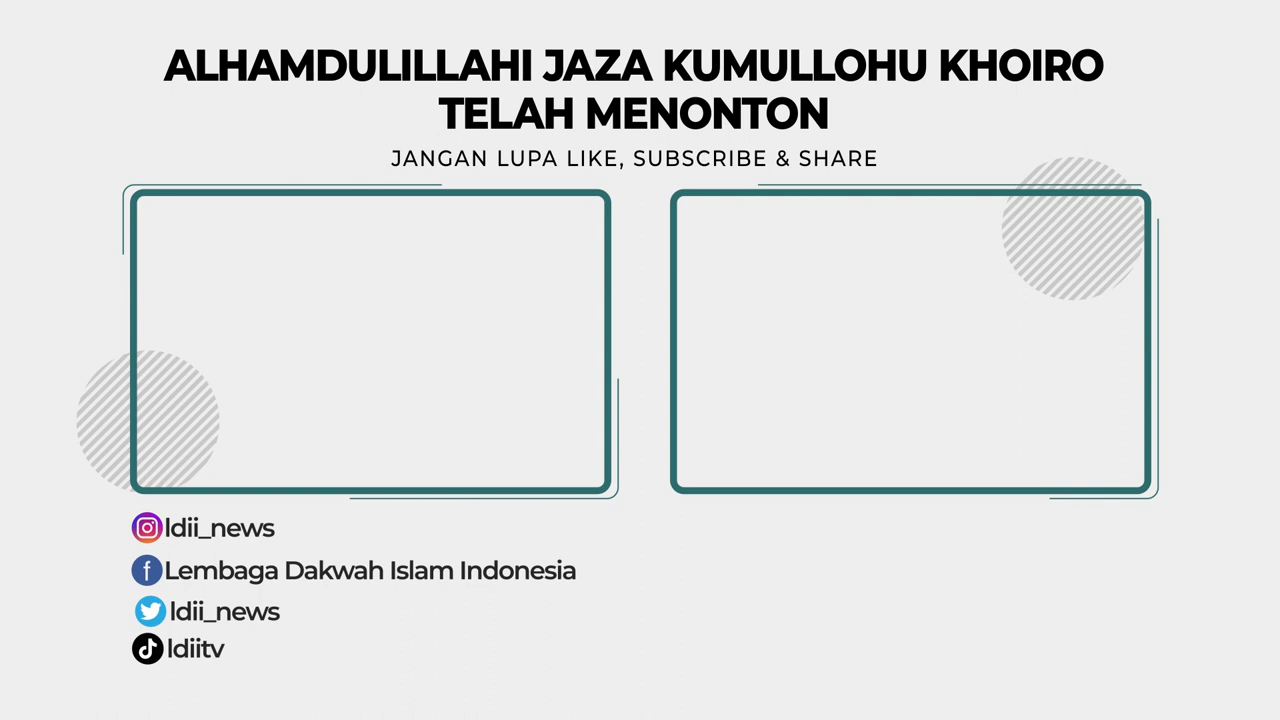 ALHAMDULILLAHI JAZA KUMULLOHU KHOIRO
TELAH MENONTON
JANGAN LUPA LIKE, SUBSCRIBE & SHARE
ldii_news
Lembaga Dakwah Islam Indonesia
ldii_news
ldiitv